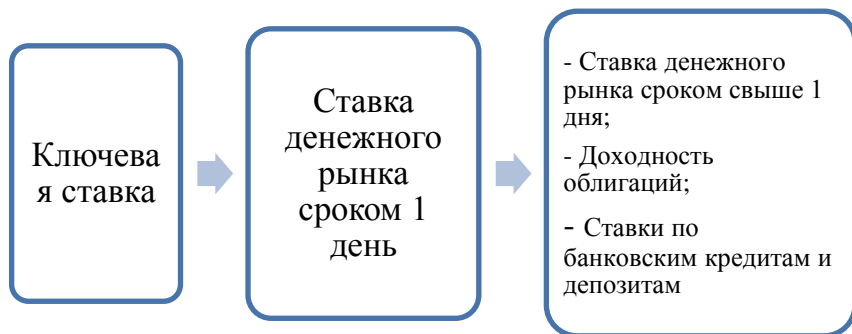 Ключева
я ставка
Ставка
денежного
рынка
сроком 1
день
- Ставка денежного
рынка сроком свыше 1
дня;
- Доходность
облигаций;
- Ставки по
банковским кредитам и
депозитам